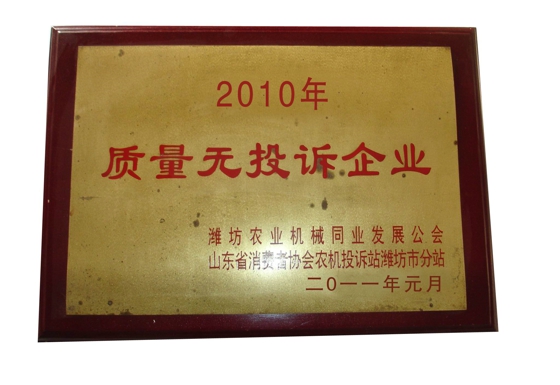 2010年
质量无投诉企业
潍坊农业机械同业发展公会
山东省消费者协会农机投诉站潍坊市分站
二0一一年元月